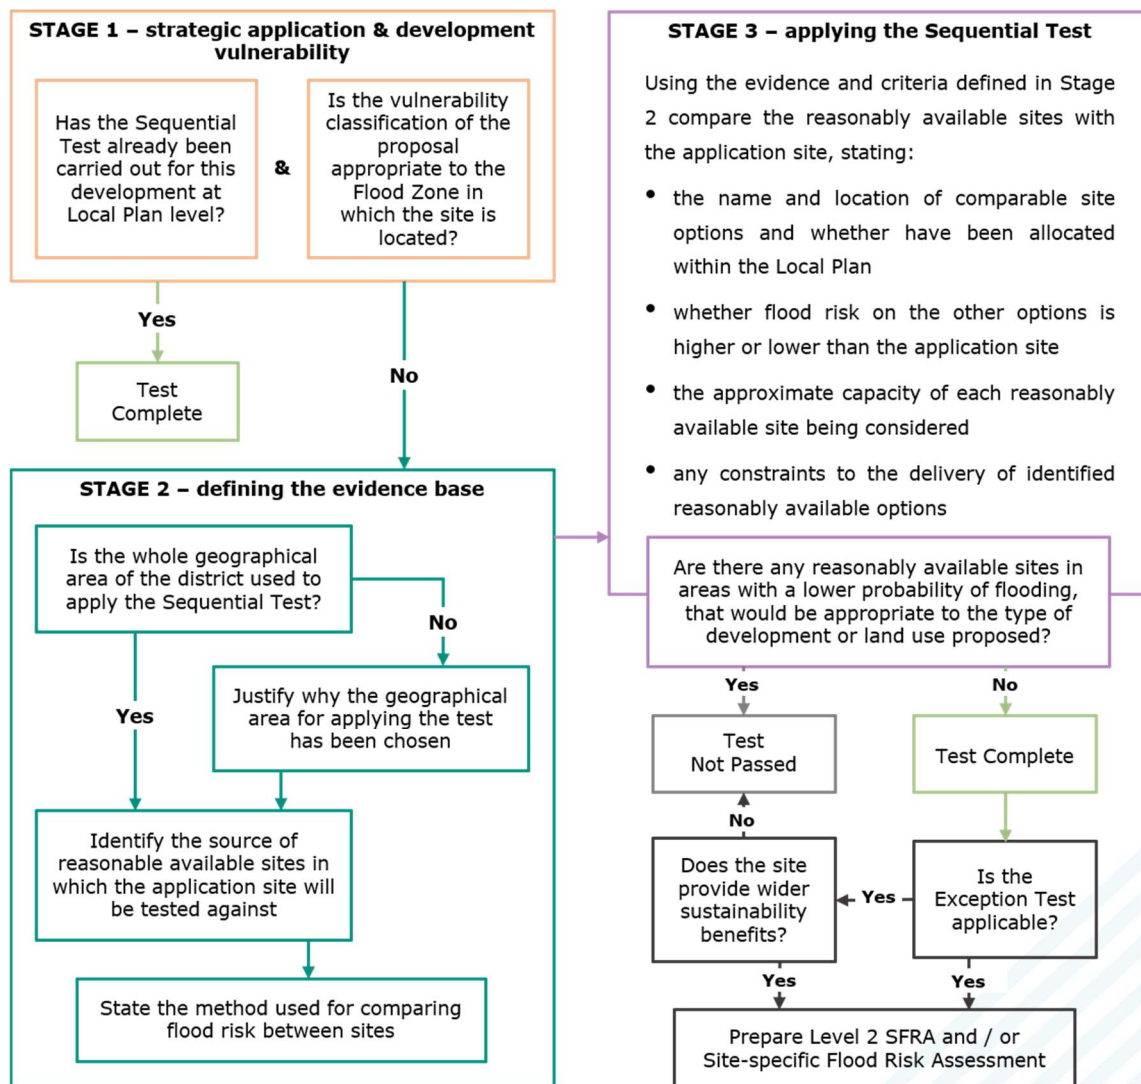 STAGE 1 – strategic application & development
vulnerability
Has the Sequential
Test already been
carried out for this
development at
Local Plan level?
&
Is the vulnerability
classification of the
proposal
appropriate to the
Flood Zone in
which the site is
located?
Yes
Test
Complete
No
STAGE 2 – defining the evidence base
Is the whole geographical
area of the district used to
apply the Sequential Test?
No
Yes
Justify why the geographical
area for applying the test
has been chosen
Identify the source of
reasonable available sites in
which the application site will
be tested against
State the method used for comparing
flood risk between sites
STAGE 3 – applying the Sequential Test
Using the evidence and criteria defined in Stage
2 compare the reasonably available sites with
the application site, stating:
• the name and location of comparable site
options and whether have been allocated
within the Local Plan
• whether flood risk on the other options is
higher or lower than the application site
• the approximate capacity of each reasonably
available site being considered
• any constraints to the delivery of identified
reasonably available options
Are there any reasonably available sites in
areas with a lower probability of flooding,
that would be appropriate to the type of
development or land use proposed?
Yes
No
Test
Not Passed
Test Complete
No
Does the site
provide wider
sustainability
benefits?
Yes
Is the
Exception Test
applicable?
Yes
Yes
Prepare Level 2 SFRA and / or
Site-specific Flood Risk Assessment